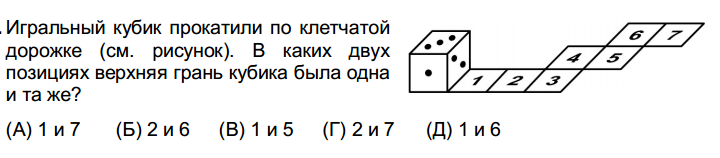 . Игральный кубик прокатили по клетчатой
дорожке (см. рисунок). В каких двух
позициях верхняя грань кубика была одна
и та же?
(А) 1 и 7 (Б) 2 и 6 (В) 1 и 5 (Г) 2 и 7 (Д) 1 и 6
6 7
4 5
1 2 3